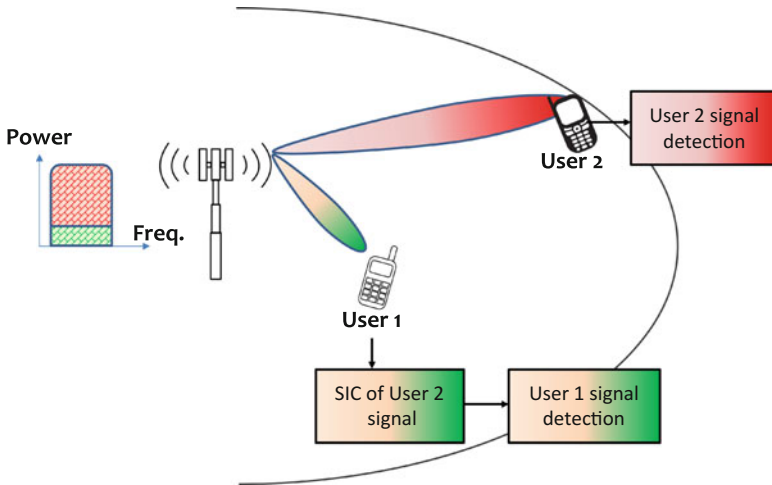 Power
Freq.
User 2
User 2 signal
detection
User 1
SIC of User 2
signal
User 1 signal
detection